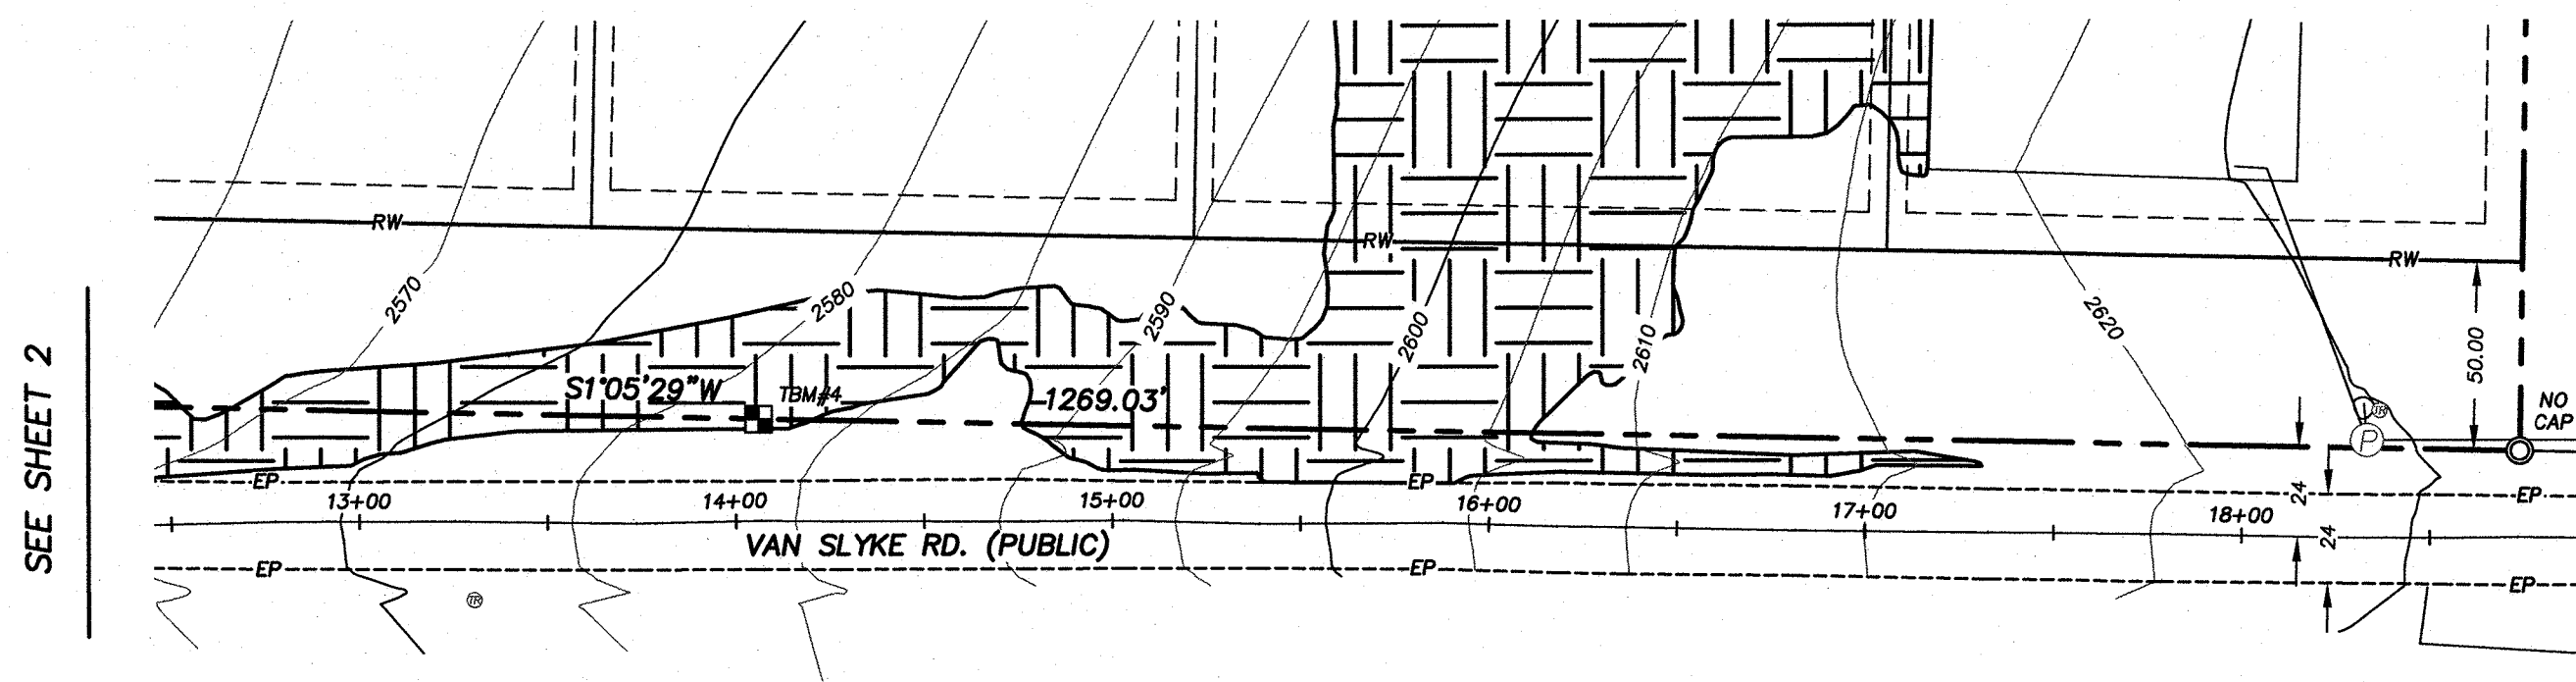 RW
RW
RW
2570
2580
2590
2600
2610
2620
50.00
SEE SHEET 2
S1°05'29"W
TBM#4
1269.03'
NO
CAP
TR
P
EP
EP
EP
13+00
14+00
15+00
16+00
17+00
18+00
24
24
VAN SLYKE RD. (PUBLIC)
EP
EP
EP
TR